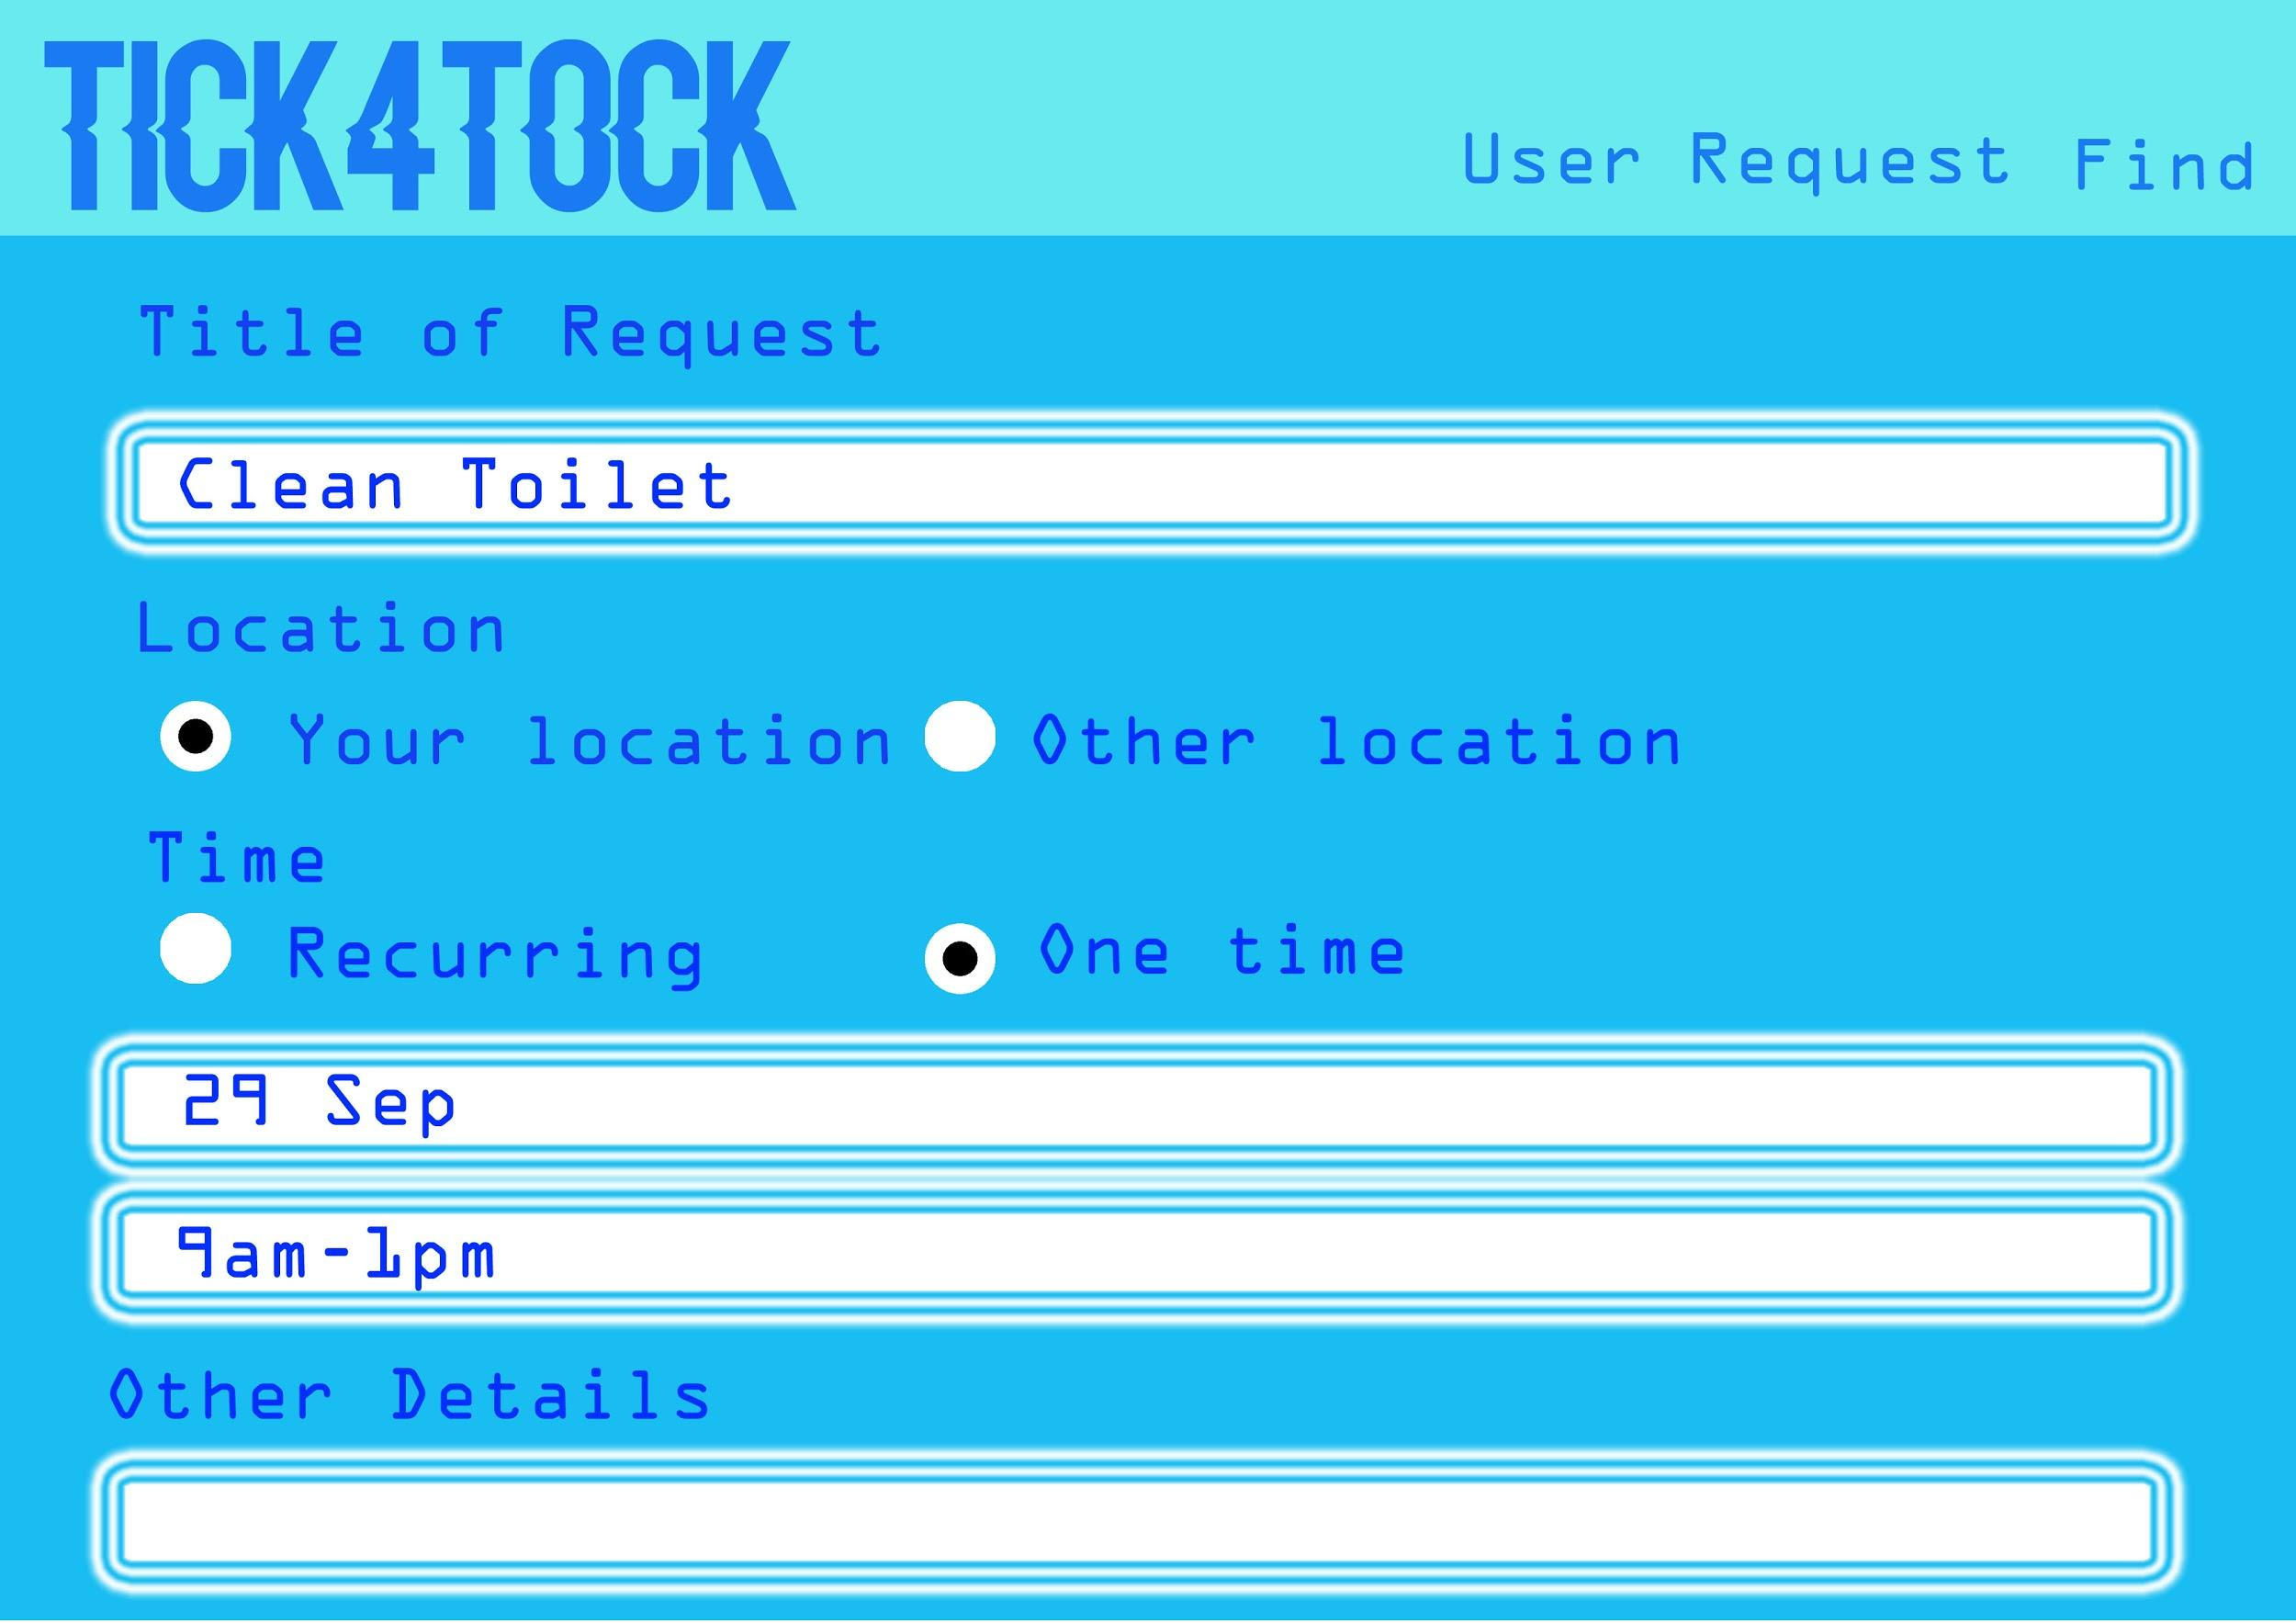 TICK4TOCK
User Request Find
Title of Request
Clean Toilet
Location
Your location Other location
Time
Recurring One time
29 Sep
9am-1pm
Other Details